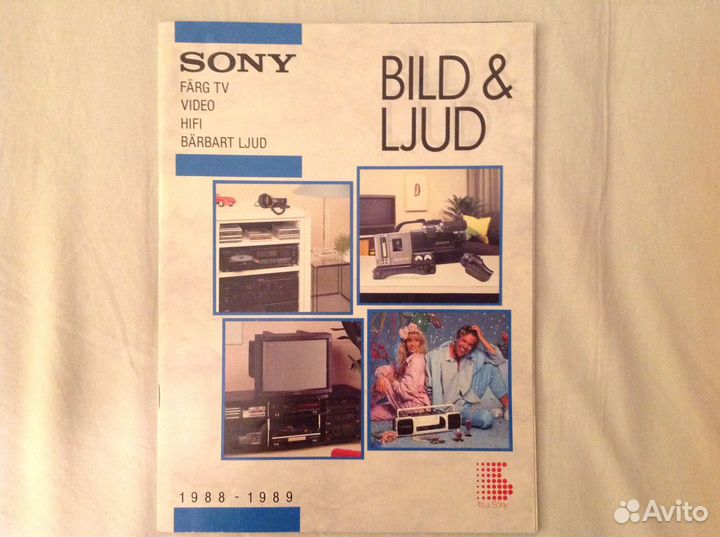 SONY
FÄRG TV
VIDEO
HIFI
BÄRBART LJUD
BILD &
LJUD
1988 - 1989
It's a Sony
Avito